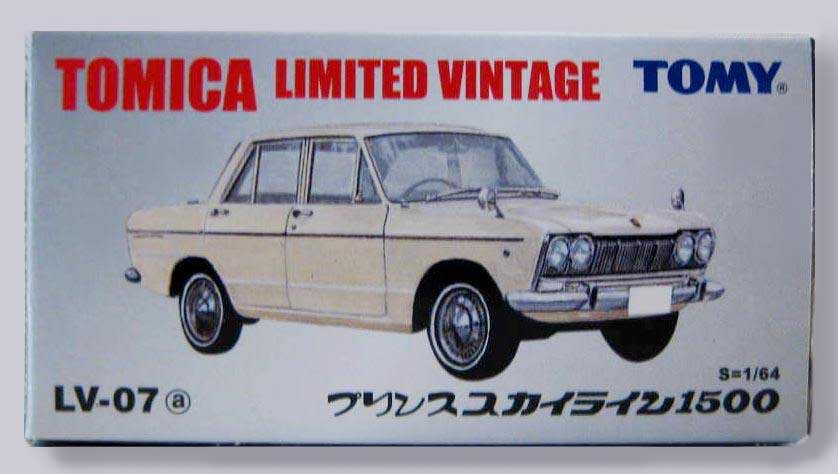 TOMICA LIMITED VINTAGE TOMY®
S=1/64
LV-07 ⓐ プリンススカイライン1500